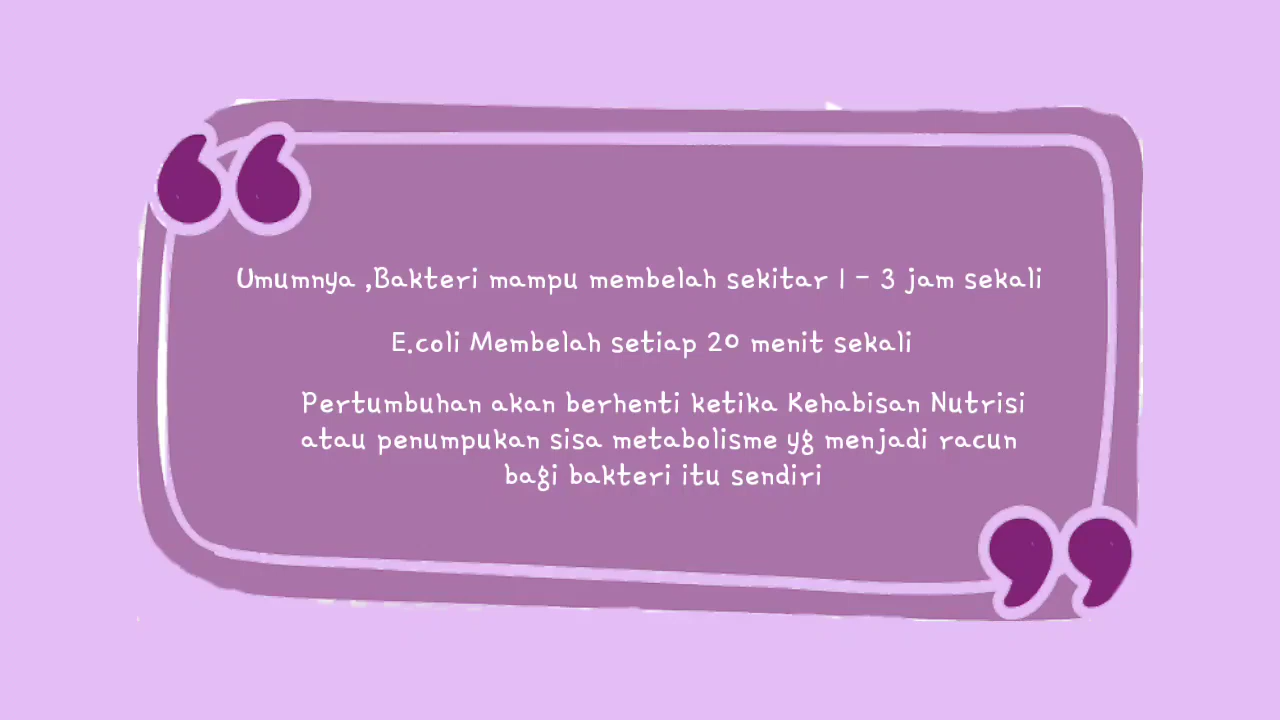 Umumnya ,Bakteri mampu membelah sekitar 1 - 3 jam sekali
E.coli Membelah setiap 20 menit sekali
Pertumbuhan akan berhenti ketika Kehabisan Nutrisi
atau penumpukan sisa metabolisme yg menjadi racun
bagi bakteri itu sendiri